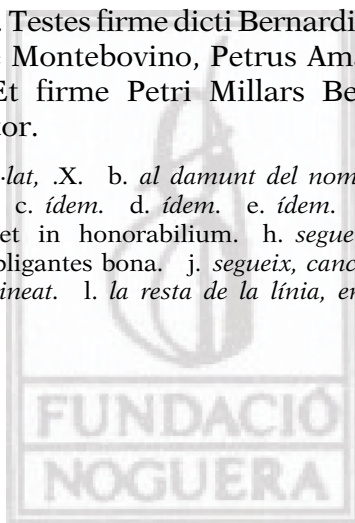 . Testes firme dicti Bernardi
Montebovino, Petrus Am
Et firme Petri Millars Be
tor.
·lat, .X. b. al damunt del nom
c. ídem. d. ídem. e. ídem.
et in honorabilium. h. segue
bligantes bona. j. segueix, canc
ineat. l. la resta de la línia, en
FUNDACIÓ
NOGUERA